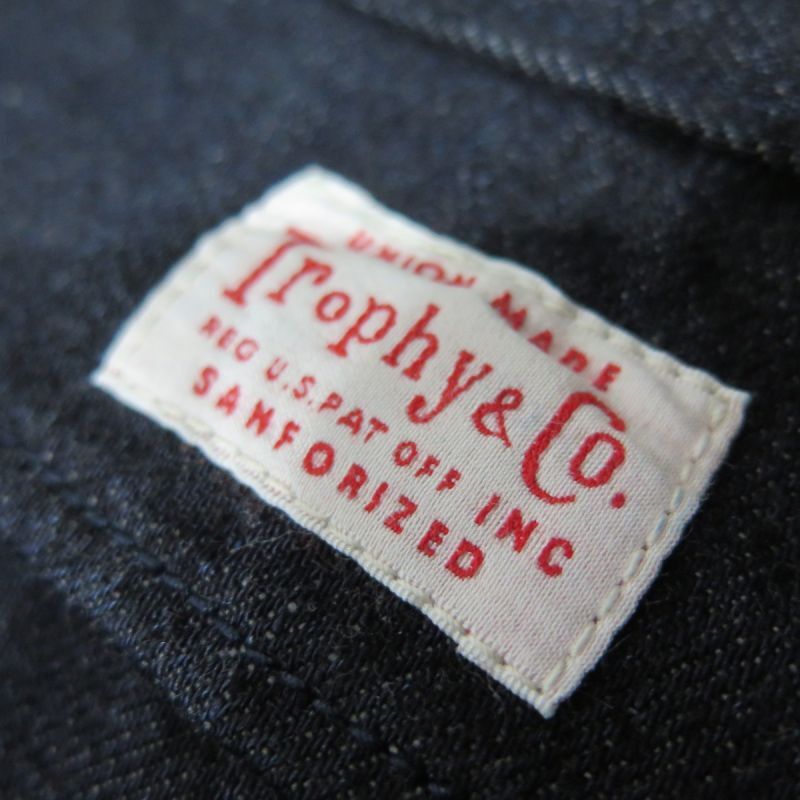 UNION MADE
Trophy & Co.
REG U.S.PAT OFF INC
SANFORIZED